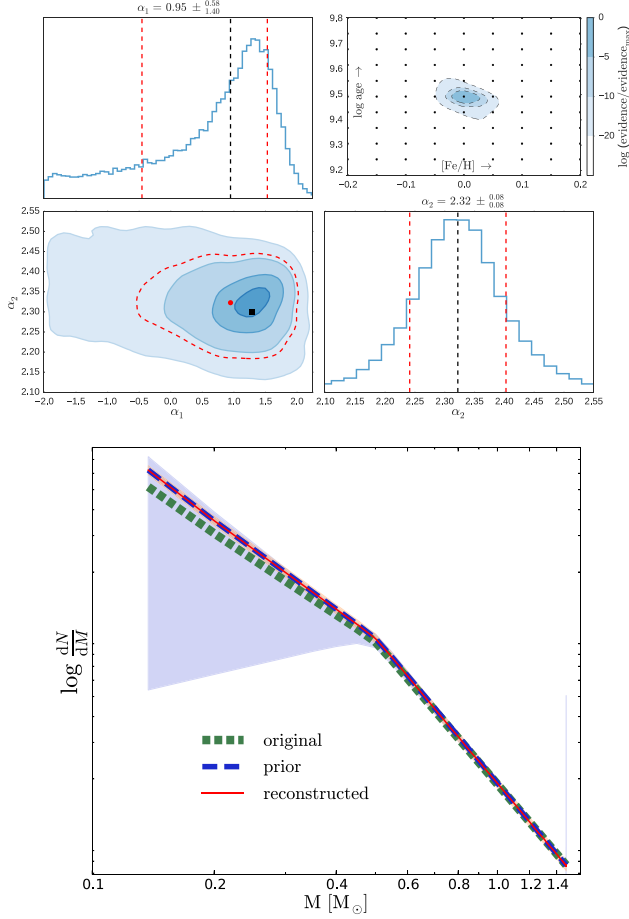 α₁ = 0.95 ± ⁰·⁵⁸₁.₄₀
9.8
9.7
9.6
9.5
9.4
9.3
9.2
log age →
[Fe/H] →
−0.2 −0.1 0.0 0.1 0.2
0
−5
−10
−20
log (evidence/evidence_max)
2.55
2.50
2.45
2.40
2.35
2.30
2.25
2.20
2.15
2.10
α₂
-2.0 -1.5 -1.0 -0.5 0.0 0.5 1.0 1.5 2.0
α₁
α₂ = 2.32 ± ⁰·⁰⁸₀.₀₈
2.10 2.15 2.20 2.25 2.30 2.35 2.40 2.45 2.50 2.55
α₂
log dN/dM
original
prior
reconstructed
0.1 0.2 0.4 0.6 0.8 1.0 1.2 1.4
M [M⊙]